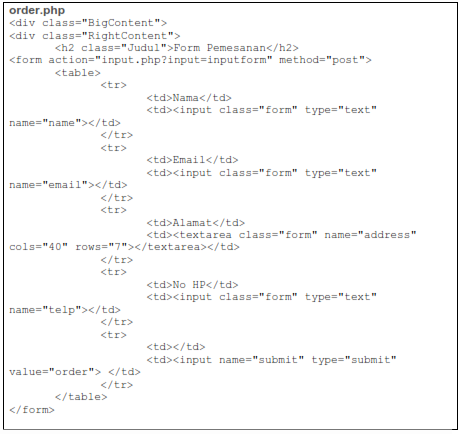 order.php
<div class="BigContent">
<div class="RightContent">
<h2 class="Judul">Form Pemesanan</h2>
<form action="input.php?input=inputform" method="post">
<table>
<tr>
<td>Nama</td>
<td><input class="form" type="text"
name="name"></td>
</tr>
<tr>
<td>Email</td>
<td><input class="form" type="text"
name="email"></td>
</tr>
<tr>
<td>Alamat</td>
<td><textarea class="form" name="address"
cols="40" rows="7"></textarea></td>
</tr>
<tr>
<td>No HP</td>
<td><input class="form" type="text"
name="telp"></td>
</tr>
<tr>
<td></td>
<td><input name="submit" type="submit"
value="order"> </td>
</tr>
</table>
</form>